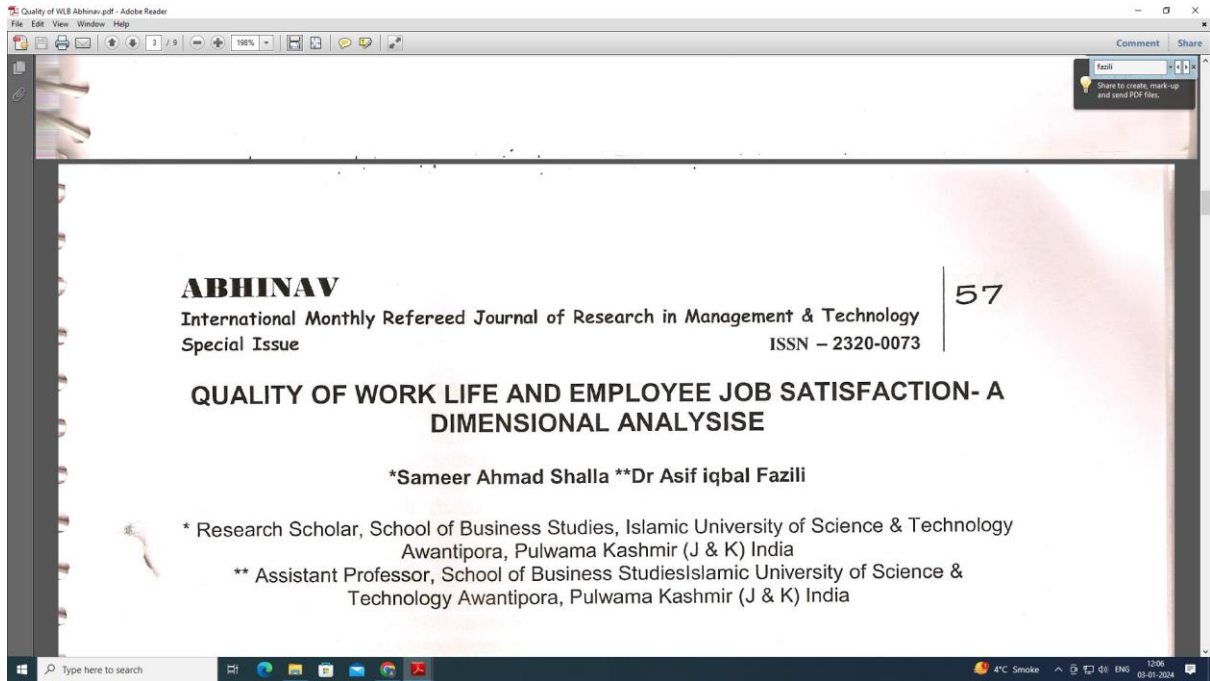 Quality of WLB Abhinav.pdf - Adobe Reader
File Edit View Window Help
3 / 9 198% Comment Share
fazili
Share to create, mark-up
and send PDF files.
ABHINAV
57
International Monthly Refereed Journal of Research in Management & Technology
Special Issue ISSN – 2320-0073
QUALITY OF WORK LIFE AND EMPLOYEE JOB SATISFACTION- A
DIMENSIONAL ANALYSISE
*Sameer Ahmad Shalla **Dr Asif iqbal Fazili
* Research Scholar, School of Business Studies, Islamic University of Science & Technology
Awantipora, Pulwama Kashmir (J & K) India
** Assistant Professor, School of Business StudiesIslamic University of Science &
Technology Awantipora, Pulwama Kashmir (J & K) India
Type here to search
4°C Smoke ENG
12:06
03-01-2024